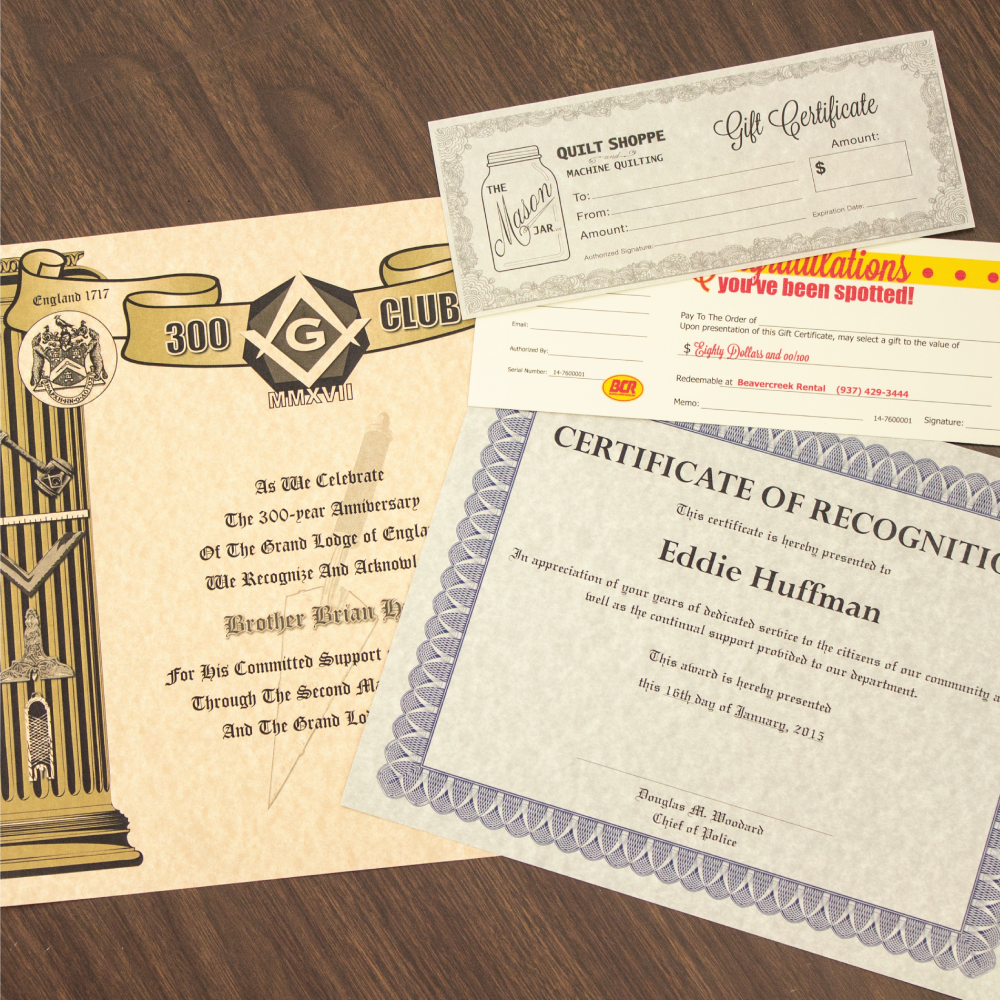 THE
Mason
JAR
QUILT SHOPPE
MACHINE QUILTING
To:
From:
Amount:
Authorized Signature:
Gift Certificate
Amount:
$
Expiration Date:
you've been spotted!
Email:
Authorized By:
Serial Number: 14-7600001
BCR
Pay To The Order of
Upon presentation of this Gift Certificate, may select a gift to the value of
$ Eighty Dollars and 00/100
Redeemable at Beavercreek Rental (937) 429-3444
Memo:
14-7600001 Signature:
England 1717
300
G
CLUB
MMXVII
As We Celebrate
The 300-year Anniversary
Of The Grand Lodge of Engla
We Recognize And Acknowl
Brother Brian H
For His Committed Support
Through The Second Ma
And The Grand Lo
CERTIFICATE OF RECOGNITIO
This certificate is hereby presented to
Eddie Huffman
In appreciation of your years of dedicated service to the citizens of our community a
well as the continual support provided to our department.
This award is hereby presented
this 16th day of January, 2015
Douglas M. Woodard
Chief of Police